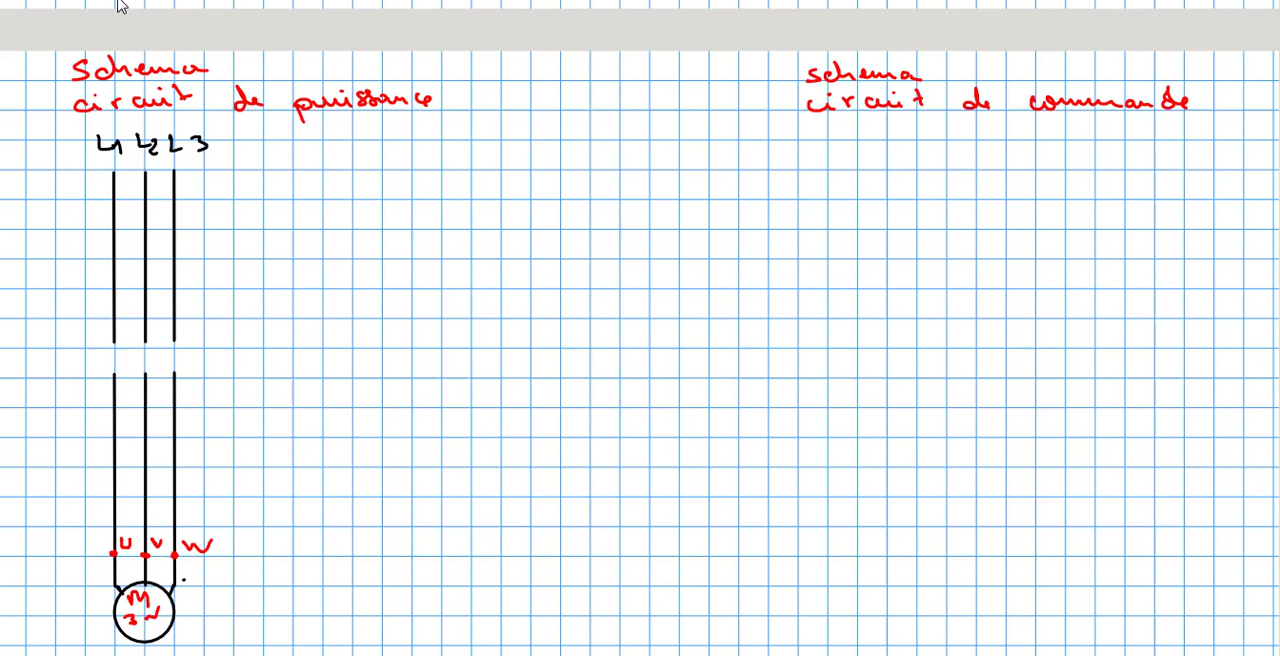 Schema
circuit de puissance
L1 L2 L3
U V W
M
3~
schema
circuit de commande